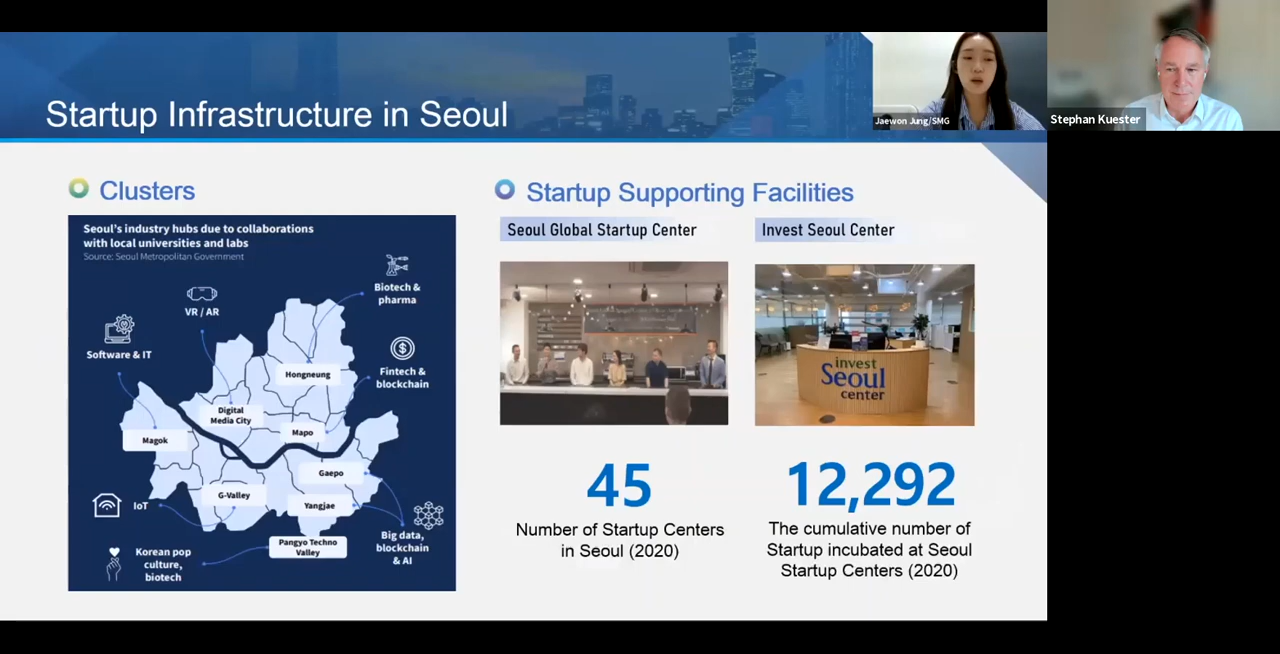 Startup Infrastructure in Seoul
Jaewon Jung/SMG
Stephan Kuester
Clusters
Seoul's industry hubs due to collaborations
with local universities and labs
Source: Seoul Metropolitan Government
Biotech &
pharma
VR / AR
Software & IT
Fintech &
blockchain
Hongneung
Digital
Media City
Magok
Mapo
Gaepo
G-Valley
Yangjae
IoT
Pangyo Techno
Valley
Big data,
blockchain
& AI
Korean pop
culture,
biotech
Startup Supporting Facilities
Seoul Global Startup Center
Invest Seoul Center
invest
Seoul
center
45
Number of Startup Centers
in Seoul (2020)
12,292
The cumulative number of
Startup incubated at Seoul
Startup Centers (2020)